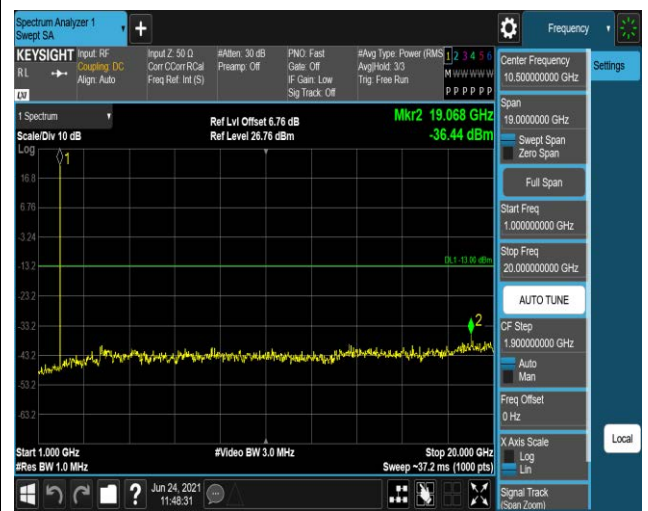 Spectrum Analyzer 1
Swept SA
+
Frequency
KEYSIGHT
RL
LXI
Input: RF
Coupling: DC
Align: Auto
Input Z: 50 Ω
Corr CCorr RCal
Freq Ref: Int (S)
#Atten: 30 dB
Preamp: Off
PNO: Fast
Gate: Off
IF Gain: Low
Sig Track: Off
#Avg Type: Power (RMS
Avg|Hold: 3/3
Trig: Free Run
1 2 3 4 5 6
M W W W W W
P P P P P P
1 Spectrum
Scale/Div 10 dB
Log
Ref Lvl Offset 6.76 dB
Ref Level 26.76 dBm
Mkr2 19.068 GHz
-36.44 dBm
1
16.8
6.76
-3.24
-13.2
DL1 -13.00 dBm
-23.2
-33.2
2
-43.2
-53.2
-63.2
Start 1.000 GHz
#Res BW 1.0 MHz
#Video BW 3.0 MHz
Stop 20.000 GHz
Sweep ~37.2 ms (1000 pts)
Center Frequency
10.500000000 GHz
Settings
Span
19.0000000 GHz
Swept Span
Zero Span
Full Span
Start Freq
1.000000000 GHz
Stop Freq
20.000000000 GHz
AUTO TUNE
CF Step
1.900000000 GHz
Auto
Man
Freq Offset
0 Hz
X Axis Scale
Log
Lin
Local
Signal Track
(Span Zoom)
?
Jun 24, 2021
11:48:31